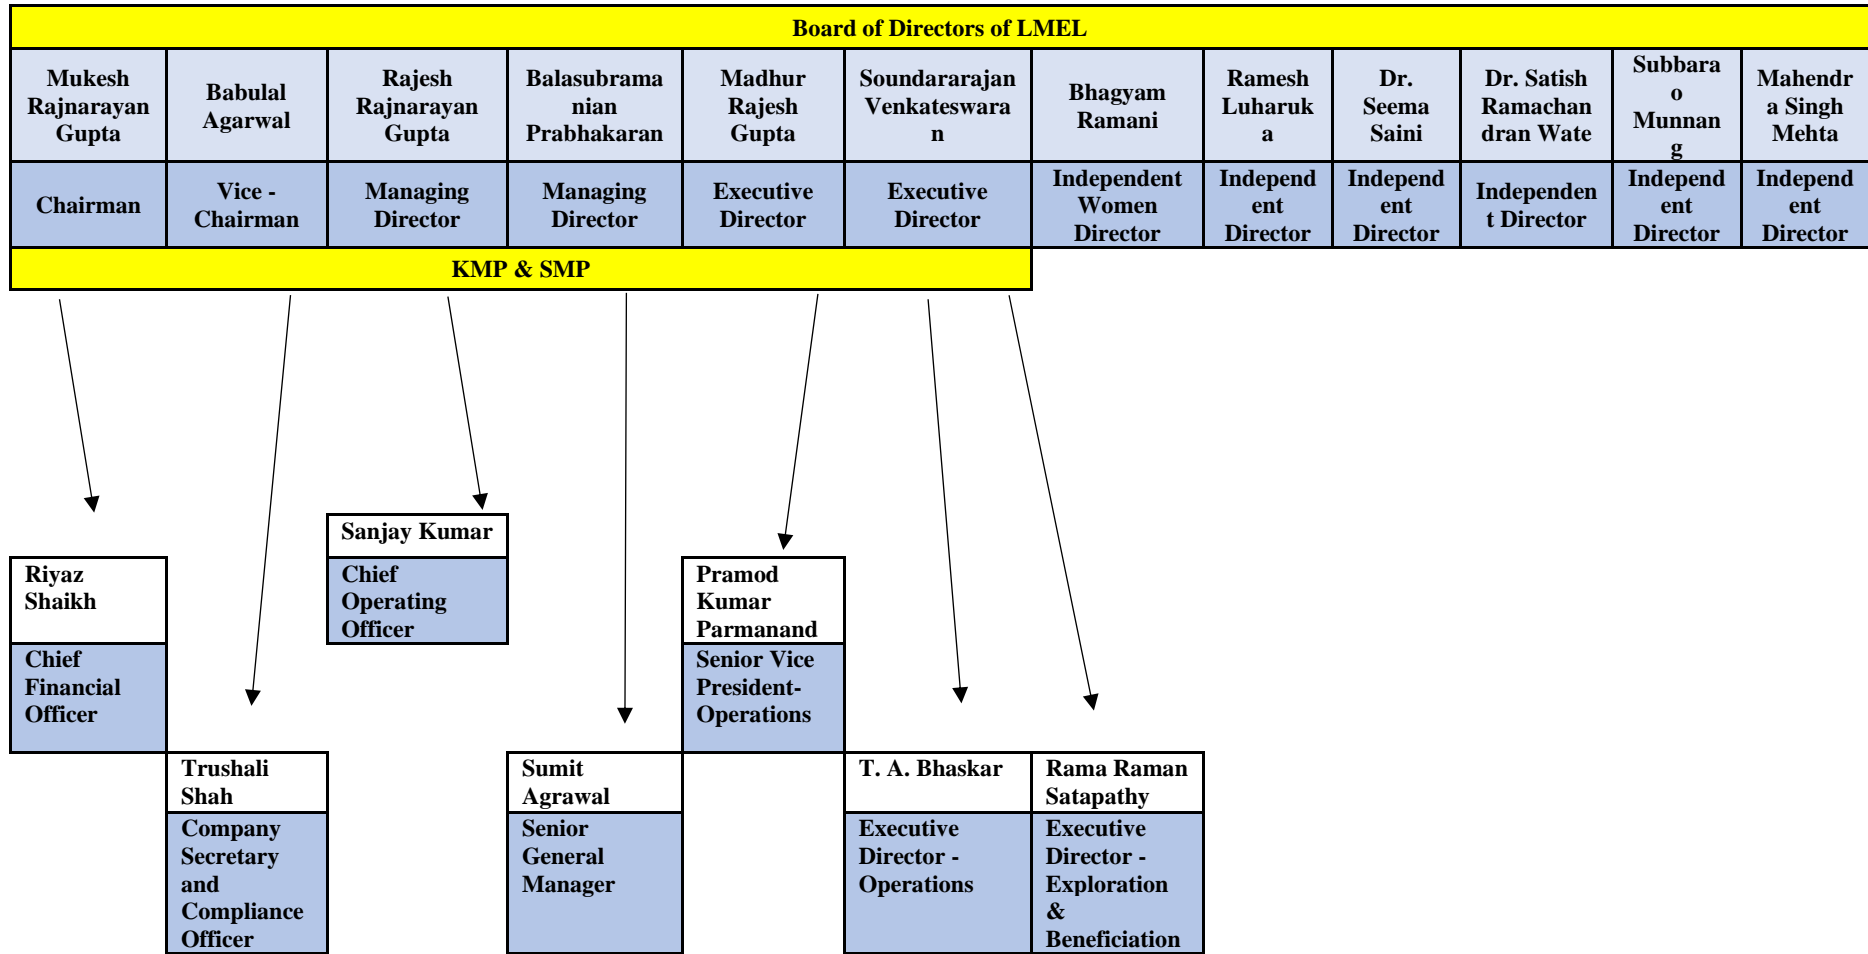 Board of Directors of LMEL
Mukesh
Rajnarayan
Gupta
Babulal
Agarwal
Rajesh
Rajnarayan
Gupta
Balasubrama
nian
Prabhakaran
Madhur
Rajesh
Gupta
Soundararajan
Venkateswara
n
Bhagyam
Ramani
Ramesh
Luharuk
a
Dr.
Seema
Saini
Dr. Satish
Ramachan
dran Wate
Subbara
o
Munnan
g
Mahendr
a Singh
Mehta
Chairman
Vice -
Chairman
Managing
Director
Managing
Director
Executive
Director
Executive
Director
Independent
Women
Director
Independ
ent
Director
Independ
ent
Director
Independen
t Director
Independ
ent
Director
Independ
ent
Director
KMP & SMP
Sanjay Kumar
Chief
Operating
Officer
Riyaz
Shaikh
Chief
Financial
Officer
Pramod
Kumar
Parmanand
Senior Vice
President-
Operations
Trushali
Shah
Company
Secretary
and
Compliance
Officer
Sumit
Agrawal
Senior
General
Manager
T. A. Bhaskar
Executive
Director -
Operations
Rama Raman
Satapathy
Executive
Director -
Exploration
&
Beneficiation